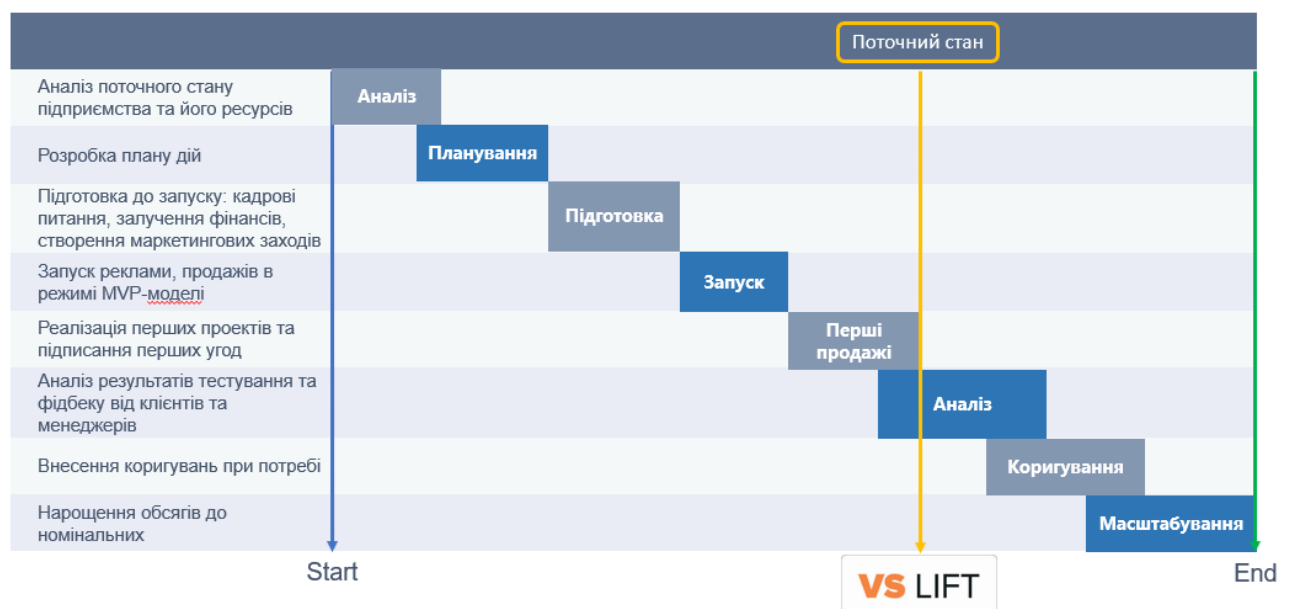 Поточний стан
Аналіз поточного стану
підприємства та його ресурсів
Аналіз
Розробка плану дій
Планування
Підготовка до запуску: кадрові
питання, залучення фінансів,
створення маркетингових заходів
Підготовка
Запуск реклами, продажів в
режимі MVP-моделі
Запуск
Реалізація перших проектів та
підписання перших угод
Перші
продажі
Аналіз результатів тестування та
фідбеку від клієнтів та
менеджерів
Аналіз
Внесення коригувань при потребі
Коригування
Нарощення обсягів до
номінальних
Масштабування
Start
VS LIFT
End